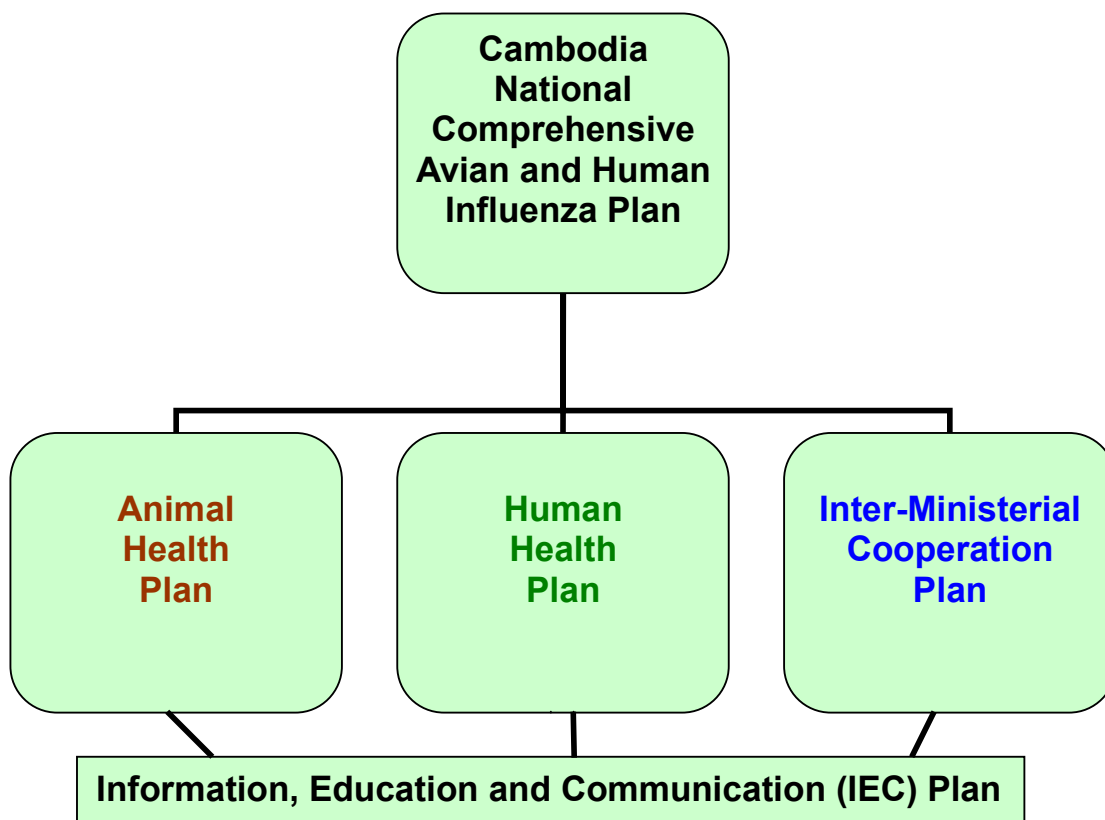 Cambodia
National
Comprehensive
Avian and Human
Influenza Plan
Animal
Health
Plan
Human
Health
Plan
Inter-Ministerial
Cooperation
Plan
Information, Education and Communication (IEC) Plan